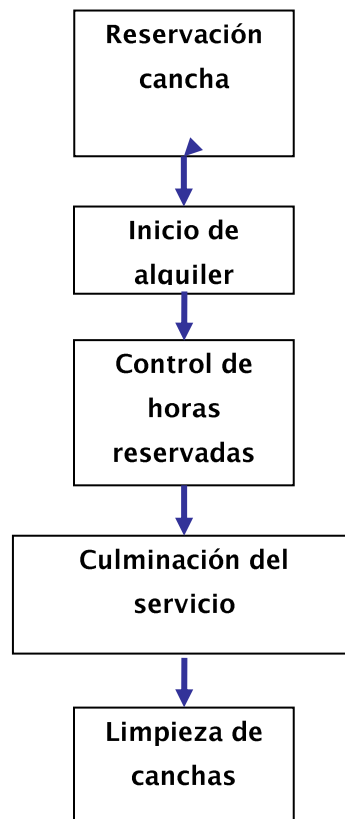 Reservación
cancha
Inicio de
alquiler
Control de
horas
reservadas
Culminación del
servicio
Limpieza de
canchas